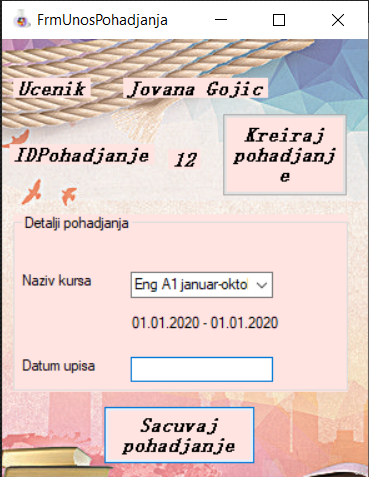 FrmUnosPohadjanja
Ucenik Jovana Gojic
IDPohadjanje 12
Kreiraj
pohadjanj
e
Detalji pohadjanja
Naziv kursa Eng A1 januar-okto
01.01.2020 - 01.01.2020
Datum upisa
Sacuvaj
pohadjanje